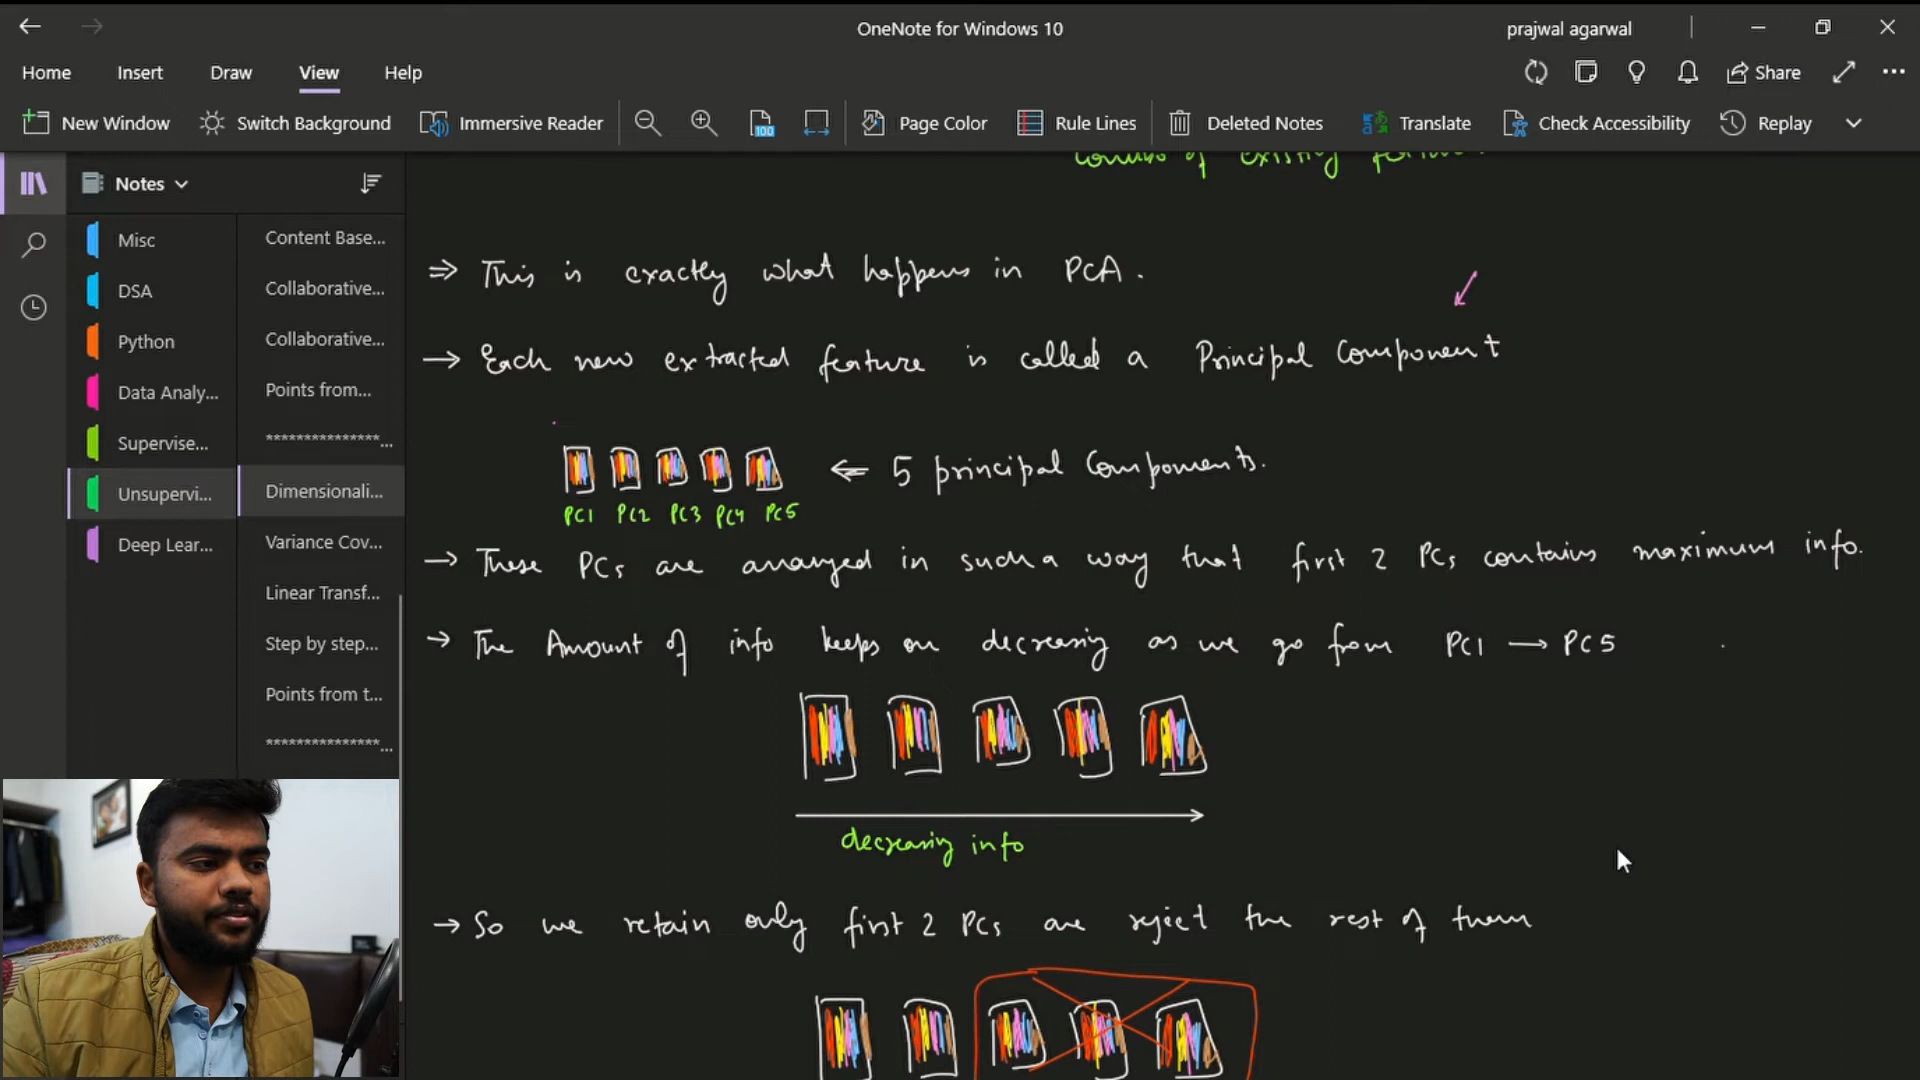 OneNote for Windows 10
prajwal agarwal
Home Insert Draw View Help
Share
New Window Switch Background Immersive Reader 100 Page Color Rule Lines Deleted Notes Translate Check Accessibility Replay
Notes
Misc
DSA
Python
Data Analy...
Supervise...
Unsupervi...
Deep Lear...
Content Base...
Collaborative...
Collaborative...
Points from...
***************...
Dimensionali...
Variance Cov...
Linear Transf...
Step by step...
Points from t...
***************...
combo of existing
⇒ This is exactly what happens in PCA.
→ Each new extracted feature is called a Principal Component
← 5 principal Components.
PC1 PC2 PC3 PC4 PC5
→ These PCs are arranged in such a way that first 2 PCs contains maximum info.
→ The Amount of info keeps on decreasing as we go from PC1 → PC5
decreasing info
→ So we retain only first 2 PCs are reject the rest of them